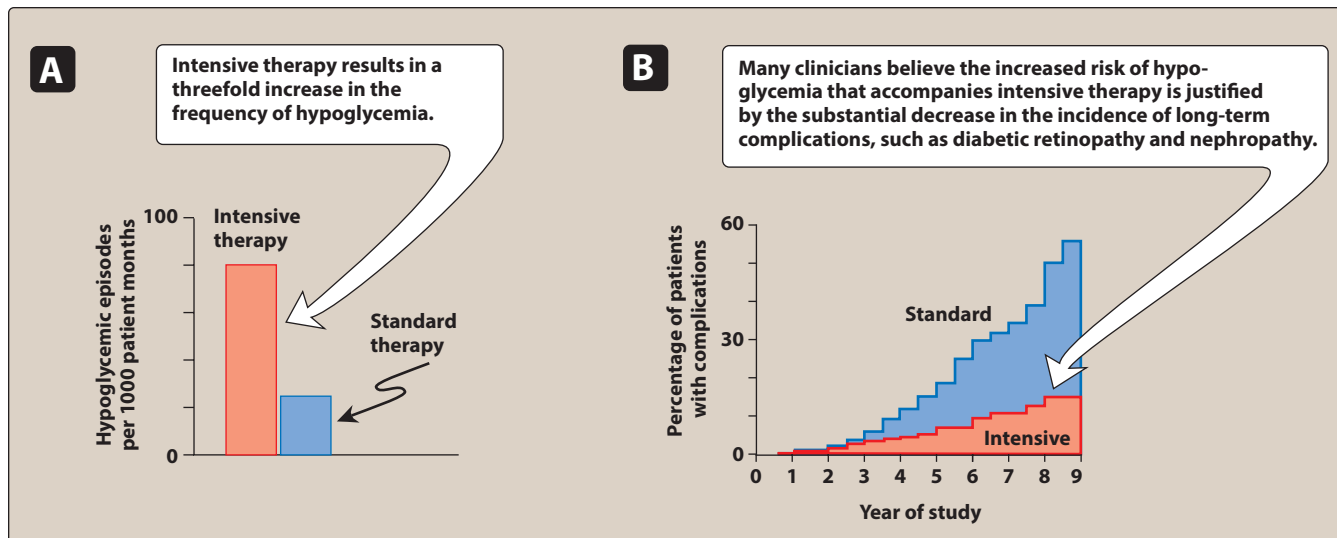 A
Intensive therapy results in a
threefold increase in the
frequency of hypoglycemia.
Hypoglycemic episodes
per 1000 patient months
100
0
Intensive
therapy
Standard
therapy
B
Many clinicians believe the increased risk of hypo-
glycemia that accompanies intensive therapy is justified
by the substantial decrease in the incidence of long-term
complications, such as diabetic retinopathy and nephropathy.
Percentage of patients
with complications
60
30
0
Standard
Intensive
0 1 2 3 4 5 6 7 8 9
Year of study